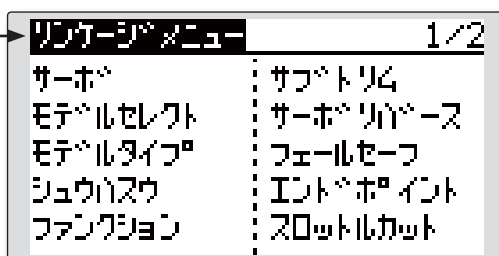 リンケージメニュー 1/2
サーボ サブトリム
モデルセレクト サーボリバース
モデルタイプ フェールセーフ
シュウハスウ エンドポイント
ファンクション スロットルカット